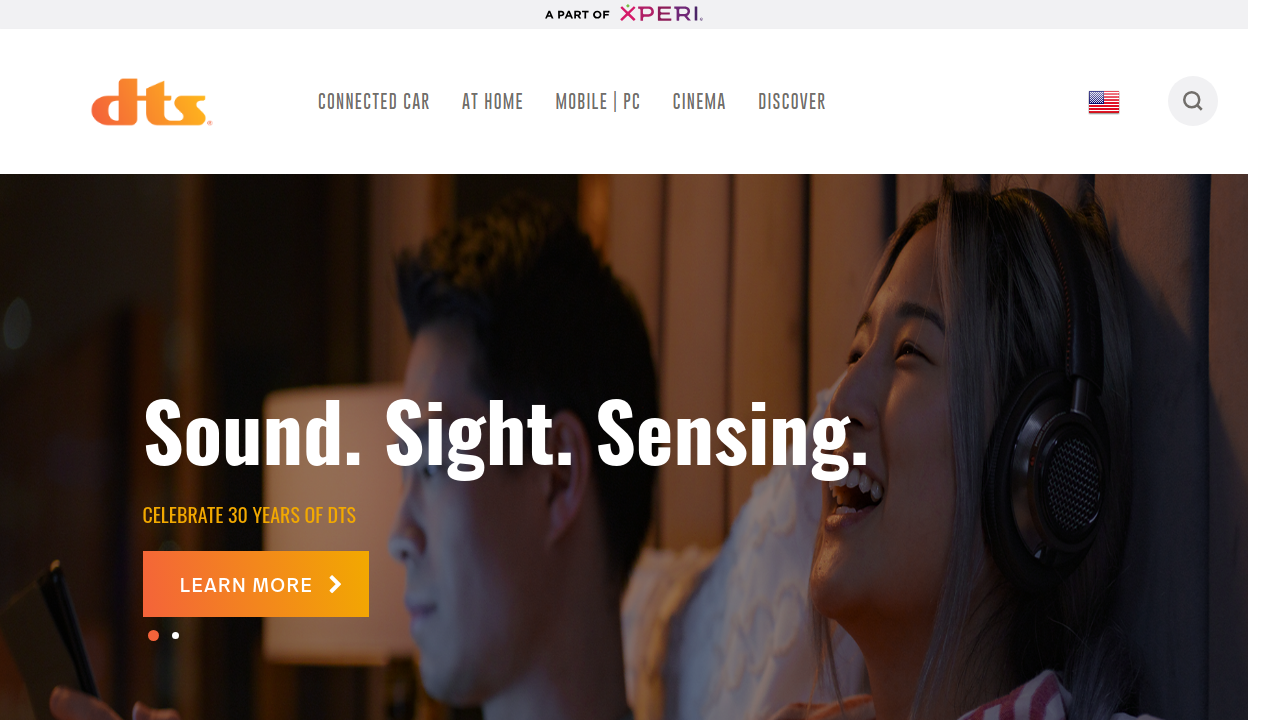 A PART OF XPERI®
dts®
CONNECTED CAR
AT HOME
MOBILE | PC
CINEMA
DISCOVER
Sound. Sight. Sensing.
CELEBRATE 30 YEARS OF DTS
LEARN MORE